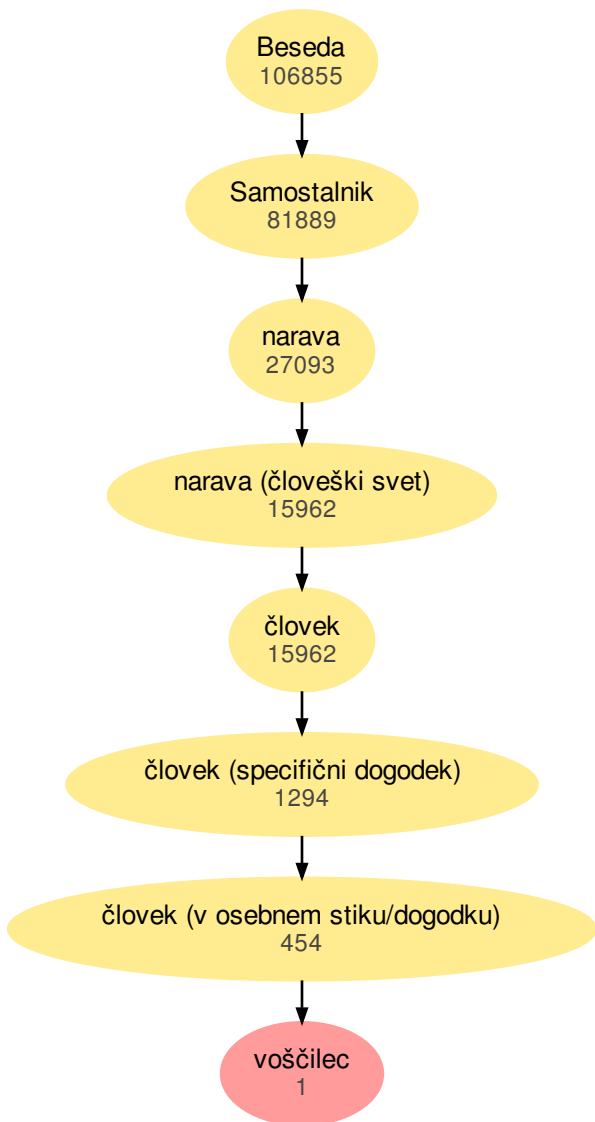 Beseda
106855
Samostalnik
81889
narava
27093
narava (človeški svet)
15962
človek
15962
človek (specifični dogodek)
1294
človek (v osebnem stiku/dogodku)
454
voščilec
1